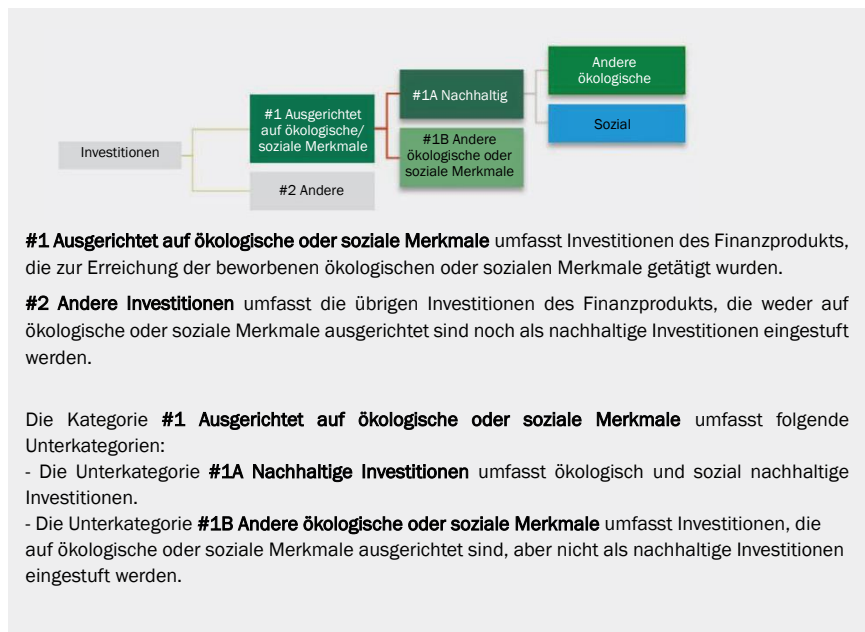 Investitionen
#1 Ausgerichtet
auf ökologische/
soziale Merkmale
#2 Andere
#1A Nachhaltig
#1B Andere
ökologische oder
soziale Merkmale
Andere
ökologische
Sozial
#1 Ausgerichtet auf ökologische oder soziale Merkmale umfasst Investitionen des Finanzprodukts,
die zur Erreichung der beworbenen ökologischen oder sozialen Merkmale getätigt wurden.
#2 Andere Investitionen umfasst die übrigen Investitionen des Finanzprodukts, die weder auf
ökologische oder soziale Merkmale ausgerichtet sind noch als nachhaltige Investitionen eingestuft
werden.
Die Kategorie #1 Ausgerichtet auf ökologische oder soziale Merkmale umfasst folgende
Unterkategorien:
- Die Unterkategorie #1A Nachhaltige Investitionen umfasst ökologisch und sozial nachhaltige
Investitionen.
- Die Unterkategorie #1B Andere ökologische oder soziale Merkmale umfasst Investitionen, die
auf ökologische oder soziale Merkmale ausgerichtet sind, aber nicht als nachhaltige Investitionen
eingestuft werden.